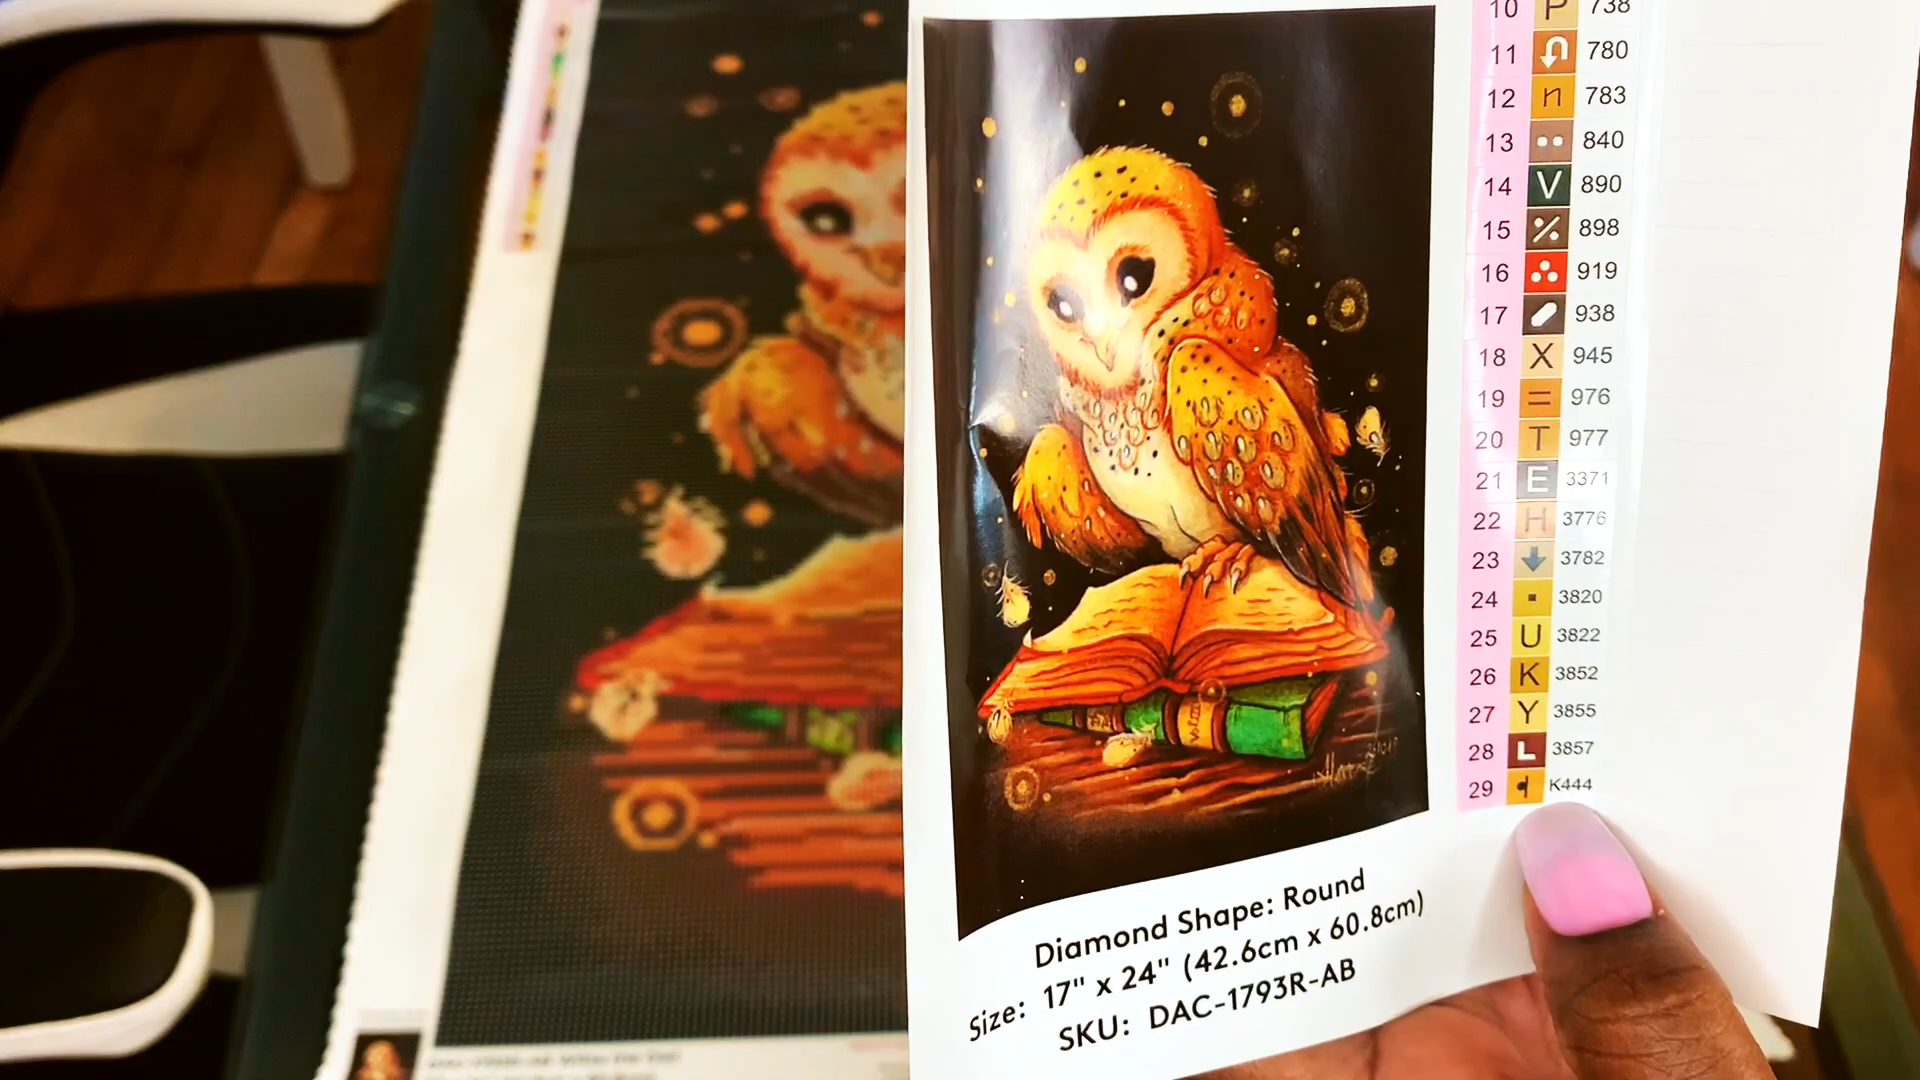 10 P 738
11 780
12 n 783
13 840
14 V 890
15 898
16 919
17 938
18 X 945
19 = 976
20 T 977
21 E 3371
22 H 3776
23 3782
24 3820
25 U 3822
26 K 3852
27 Y 3855
28 L 3857
29 K444
Diamond Shape: Round
Size: 17" x 24" (42.6cm x 60.8cm)
SKU: DAC-1793R-AB